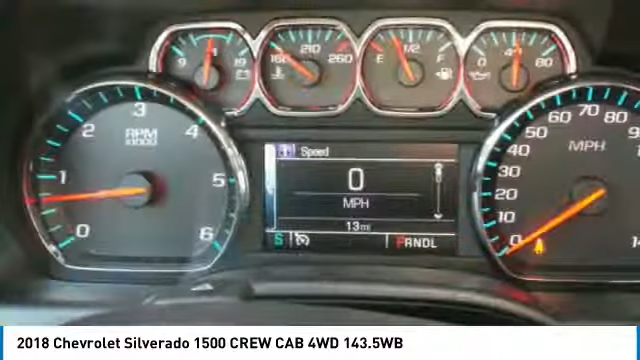 9 19
160 210 260
E 1/2 F
0 40 80
0 1 2 3 4 5 6
RPM
x1000
Speed
0
MPH
13mi
S PRNDL
0 10 20 30 40 50 60 70 80
MPH
2018 Chevrolet Silverado 1500 CREW CAB 4WD 143.5WB